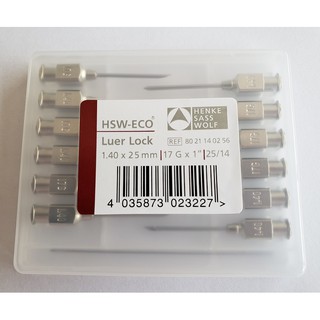 HSW-ECO®
Luer Lock
1.40 x 25 mm | 17 G x 1" | 25/14
HENKE
SASS
WOLF
REF 80 21 14 02 56
4 035873 023227 >